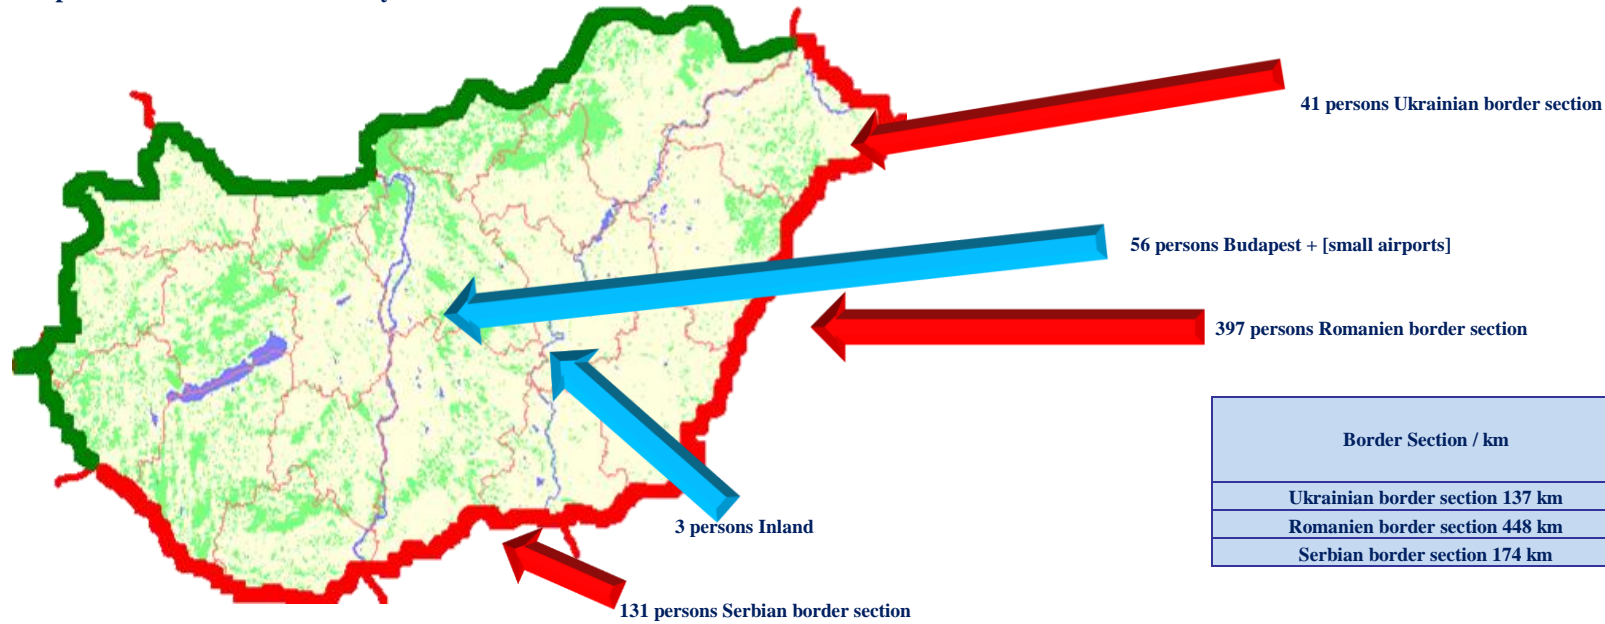 41 persons Ukrainian border section
56 persons Budapest + [small airports]
397 persons Romanien border section
Border Section / km
Ukrainian border section 137 km
Romanien border section 448 km
Serbian border section 174 km
3 persons Inland
131 persons Serbian border section